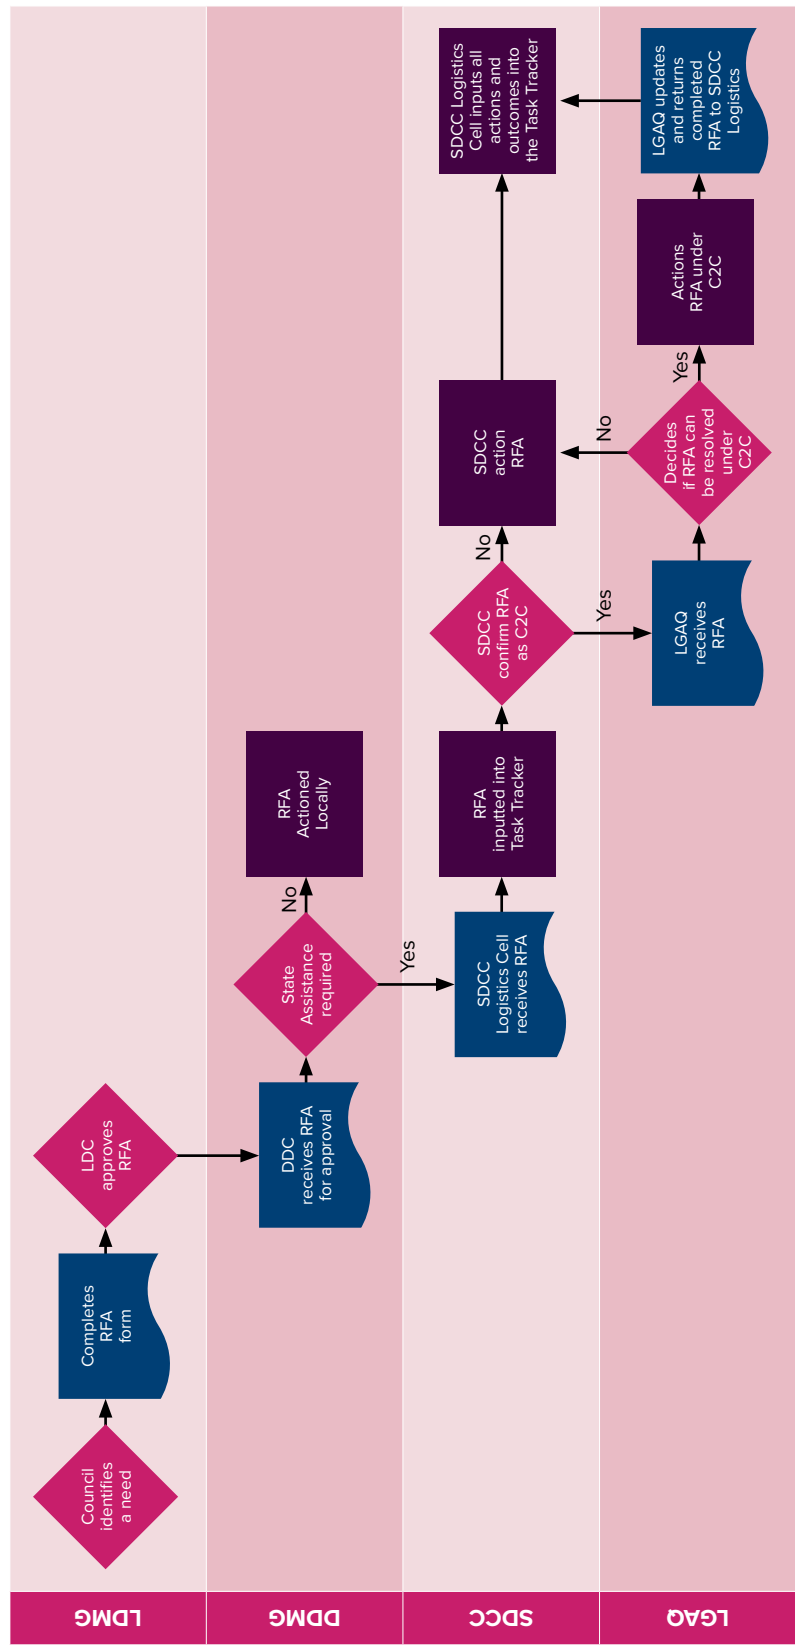 LDMG
Council
identifies
a need
Completes
RFA
form
LDC
approves
RFA
DDMG
DDC
receives RFA
for approval
State
Assistance
required
No
RFA
Actioned
Locally
Yes
SDCC
SDCC
Logistics Cell
receives RFA
RFA
inputted into
Task Tracker
SDCC
confirm RFA
as C2C
No
SDCC
action
RFA
SDCC Logistics
Cell inputs all
actions and
outcomes into
the Task Tracker
Yes
No
LGAQ
LGAQ
receives
RFA
Decides
if RFA can
be resolved
under
C2C
Yes
Actions
RFA under
C2C
LGAQ updates
and returns
completed
RFA to SDCC
Logistics